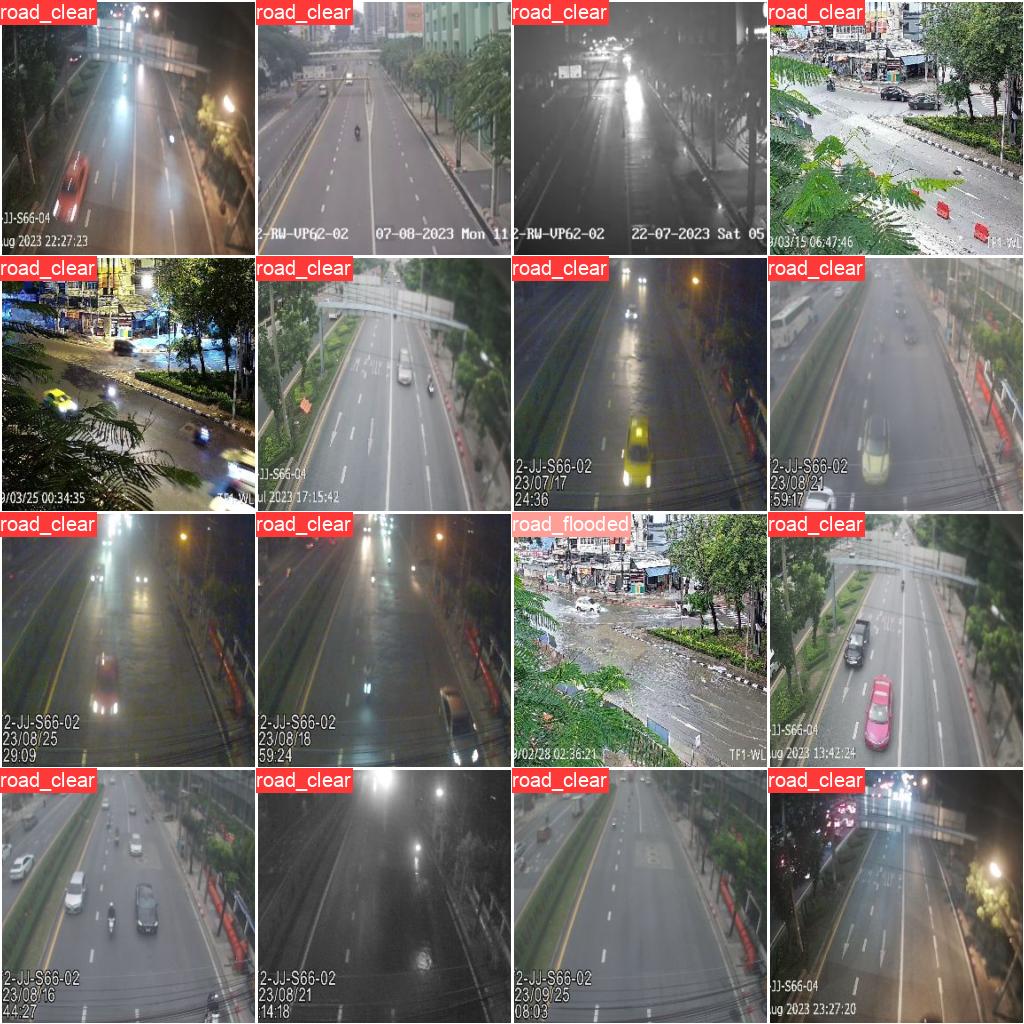 road_clear
road_clear
road_clear
road_clear
-JJ-S66-04
Aug 2023 22:27:23
2-RW-VP62-02 07-08-2023 Mon 11
2-RW-VP62-02 22-07-2023 Sat 05
9/03/15 06:47:46 TF1-WL
road_clear
road_clear
road_clear
road_clear
9/03/25 00:34:35 TF1-WL
-JJ-S66-04
Jul 2023 17:15:42
2-JJ-S66-02
23/07/17
24:36
2-JJ-S66-02
23/08/21
:59:17
road_clear
road_clear
road_flooded
road_clear
2-JJ-S66-02
23/08/25
29:09
2-JJ-S66-02
23/08/18
:59:24
9/02/28 02:36:21 TF1-WL
-JJ-S66-04
Aug 2023 13:42:24
road_clear
road_clear
road_clear
road_clear
2-JJ-S66-02
23/08/16
:44:27
2-JJ-S66-02
23/08/21
:14:18
2-JJ-S66-02
23/09/25
:08:03
-JJ-S66-04
Aug 2023 23:27:20